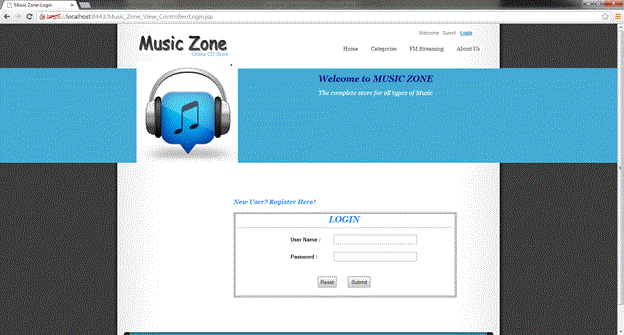 Music Zone-Login
https://localhost:8443/Music_Zone_View_Controller/Login.jsp
Welcome Guest Login
Music Zone
Online CD Store
Home Categories FM Streaming About Us
Welcome to MUSIC ZONE
The complete store for all types of Music
New User? Register Here!
LOGIN
User Name :
Password :
Reset Submit